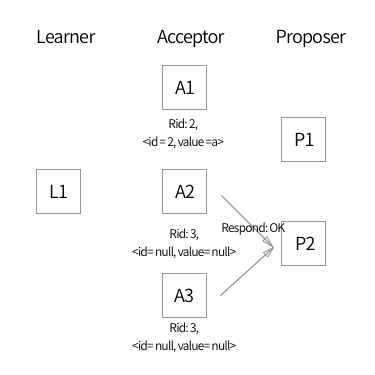 Learner Acceptor Proposer
A1
Rid: 2,
<id = 2, value =a>
P1
L1
A2
Respond: OK
Rid: 3,
<id= null, value= null>
P2
A3
Rid: 3,
<id= null, value= null>